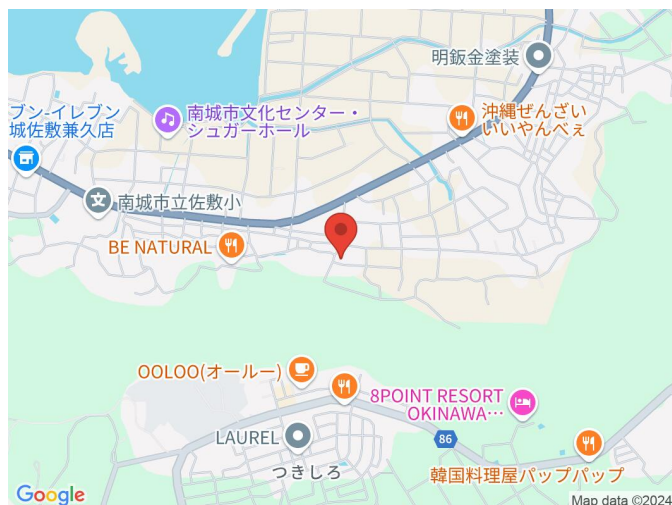 明鈑金塗装
ブン-イレブン
城佐敷兼久店
南城市文化センター・
シュガーホール
沖縄ぜんざい
いいやんべぇ
南城市立佐敷小
BE NATURAL
OOLOO(オールー)
8POINT RESORT
OKINAWA…
86
LAUREL
つきしろ
韓国料理屋パップパップ
Google
Map data ©2024